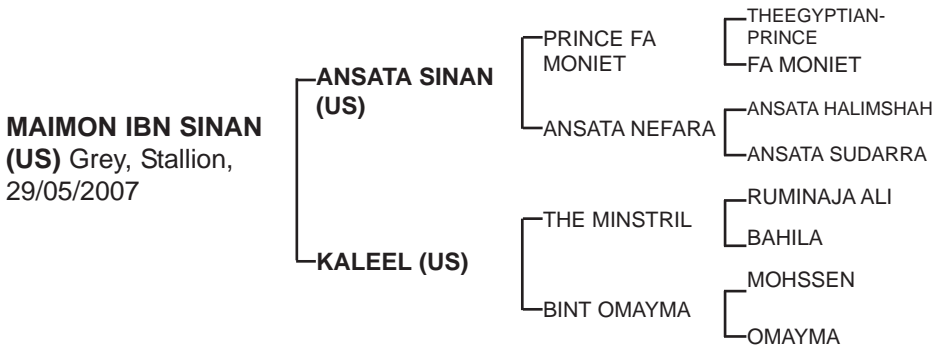 MAIMON IBN SINAN
(US) Grey, Stallion,
29/05/2007
ANSATA SINAN
(US)
KALEEL (US)
PRINCE FA
MONIET
ANSATA NEFARA
THE MINSTRIL
BINT OMAYMA
THEEGYPTIAN-
PRINCE
FA MONIET
ANSATA HALIMSHAH
ANSATA SUDARRA
RUMINAJA ALI
BAHILA
MOHSSEN
OMAYMA